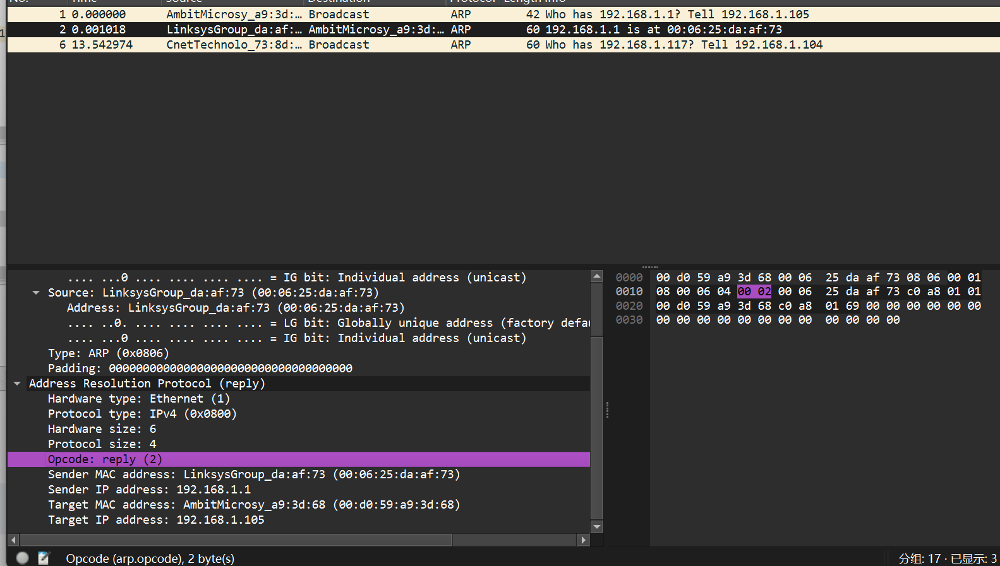 No. Time Source Destination Protocol Length Info
1 0.000000 AmbitMicrosy_a9:3d:… Broadcast ARP 42 Who has 192.168.1.1? Tell 192.168.1.105
2 0.001018 LinksysGroup_da:af:… AmbitMicrosy_a9:3d:… ARP 60 192.168.1.1 is at 00:06:25:da:af:73
6 13.542974 CnetTechnolo_73:8d:… Broadcast ARP 60 Who has 192.168.1.117? Tell 192.168.1.104
.... ...0 .... .... .... .... = IG bit: Individual address (unicast)
Source: LinksysGroup_da:af:73 (00:06:25:da:af:73)
Address: LinksysGroup_da:af:73 (00:06:25:da:af:73)
.... ..0. .... .... .... .... = LG bit: Globally unique address (factory defau
.... ...0 .... .... .... .... = IG bit: Individual address (unicast)
Type: ARP (0x0806)
Padding: 000000000000000000000000000000000000
Address Resolution Protocol (reply)
Hardware type: Ethernet (1)
Protocol type: IPv4 (0x0800)
Hardware size: 6
Protocol size: 4
Opcode: reply (2)
Sender MAC address: LinksysGroup_da:af:73 (00:06:25:da:af:73)
Sender IP address: 192.168.1.1
Target MAC address: AmbitMicrosy_a9:3d:68 (00:d0:59:a9:3d:68)
Target IP address: 192.168.1.105
0000 00 d0 59 a9 3d 68 00 06 25 da af 73 08 06 00 01
0010 08 00 06 04 00 02 00 06 25 da af 73 c0 a8 01 01
0020 00 d0 59 a9 3d 68 c0 a8 01 69 00 00 00 00 00 00
0030 00 00 00 00 00 00 00 00 00 00 00 00
Opcode (arp.opcode), 2 byte(s)
分组: 17 · 已显示: 3